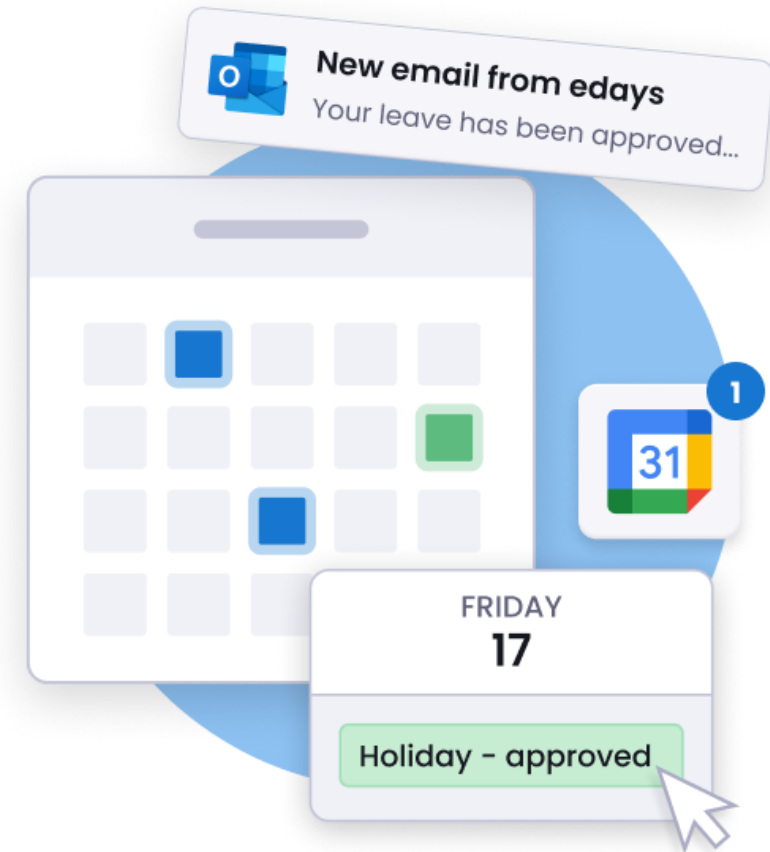 O
New email from edays
Your leave has been approved...
1
31
FRIDAY
17
Holiday - approved